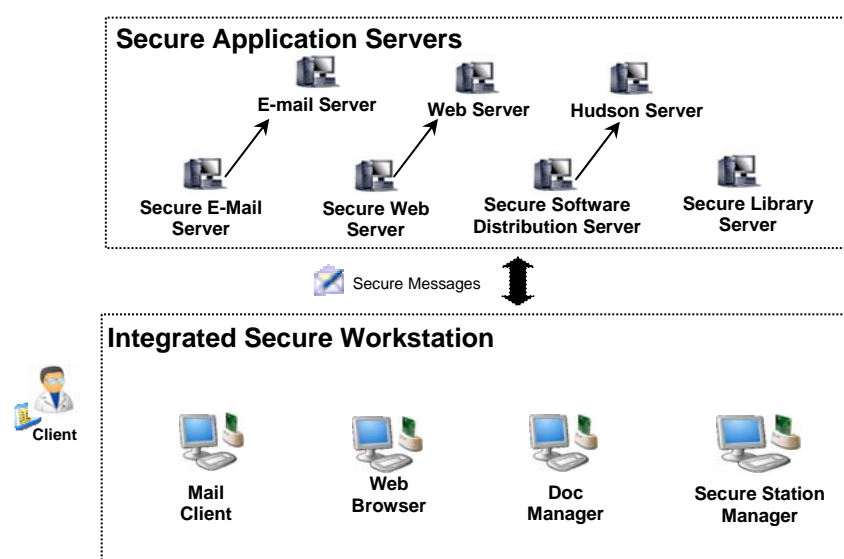 Secure Application Servers
E-mail Server
Web Server
Hudson Server
Secure E-Mail
Server
Secure Web
Server
Secure Software
Distribution Server
Secure Library
Server
Secure Messages
Integrated Secure Workstation
Client
Mail
Client
Web
Browser
Doc
Manager
Secure Station
Manager